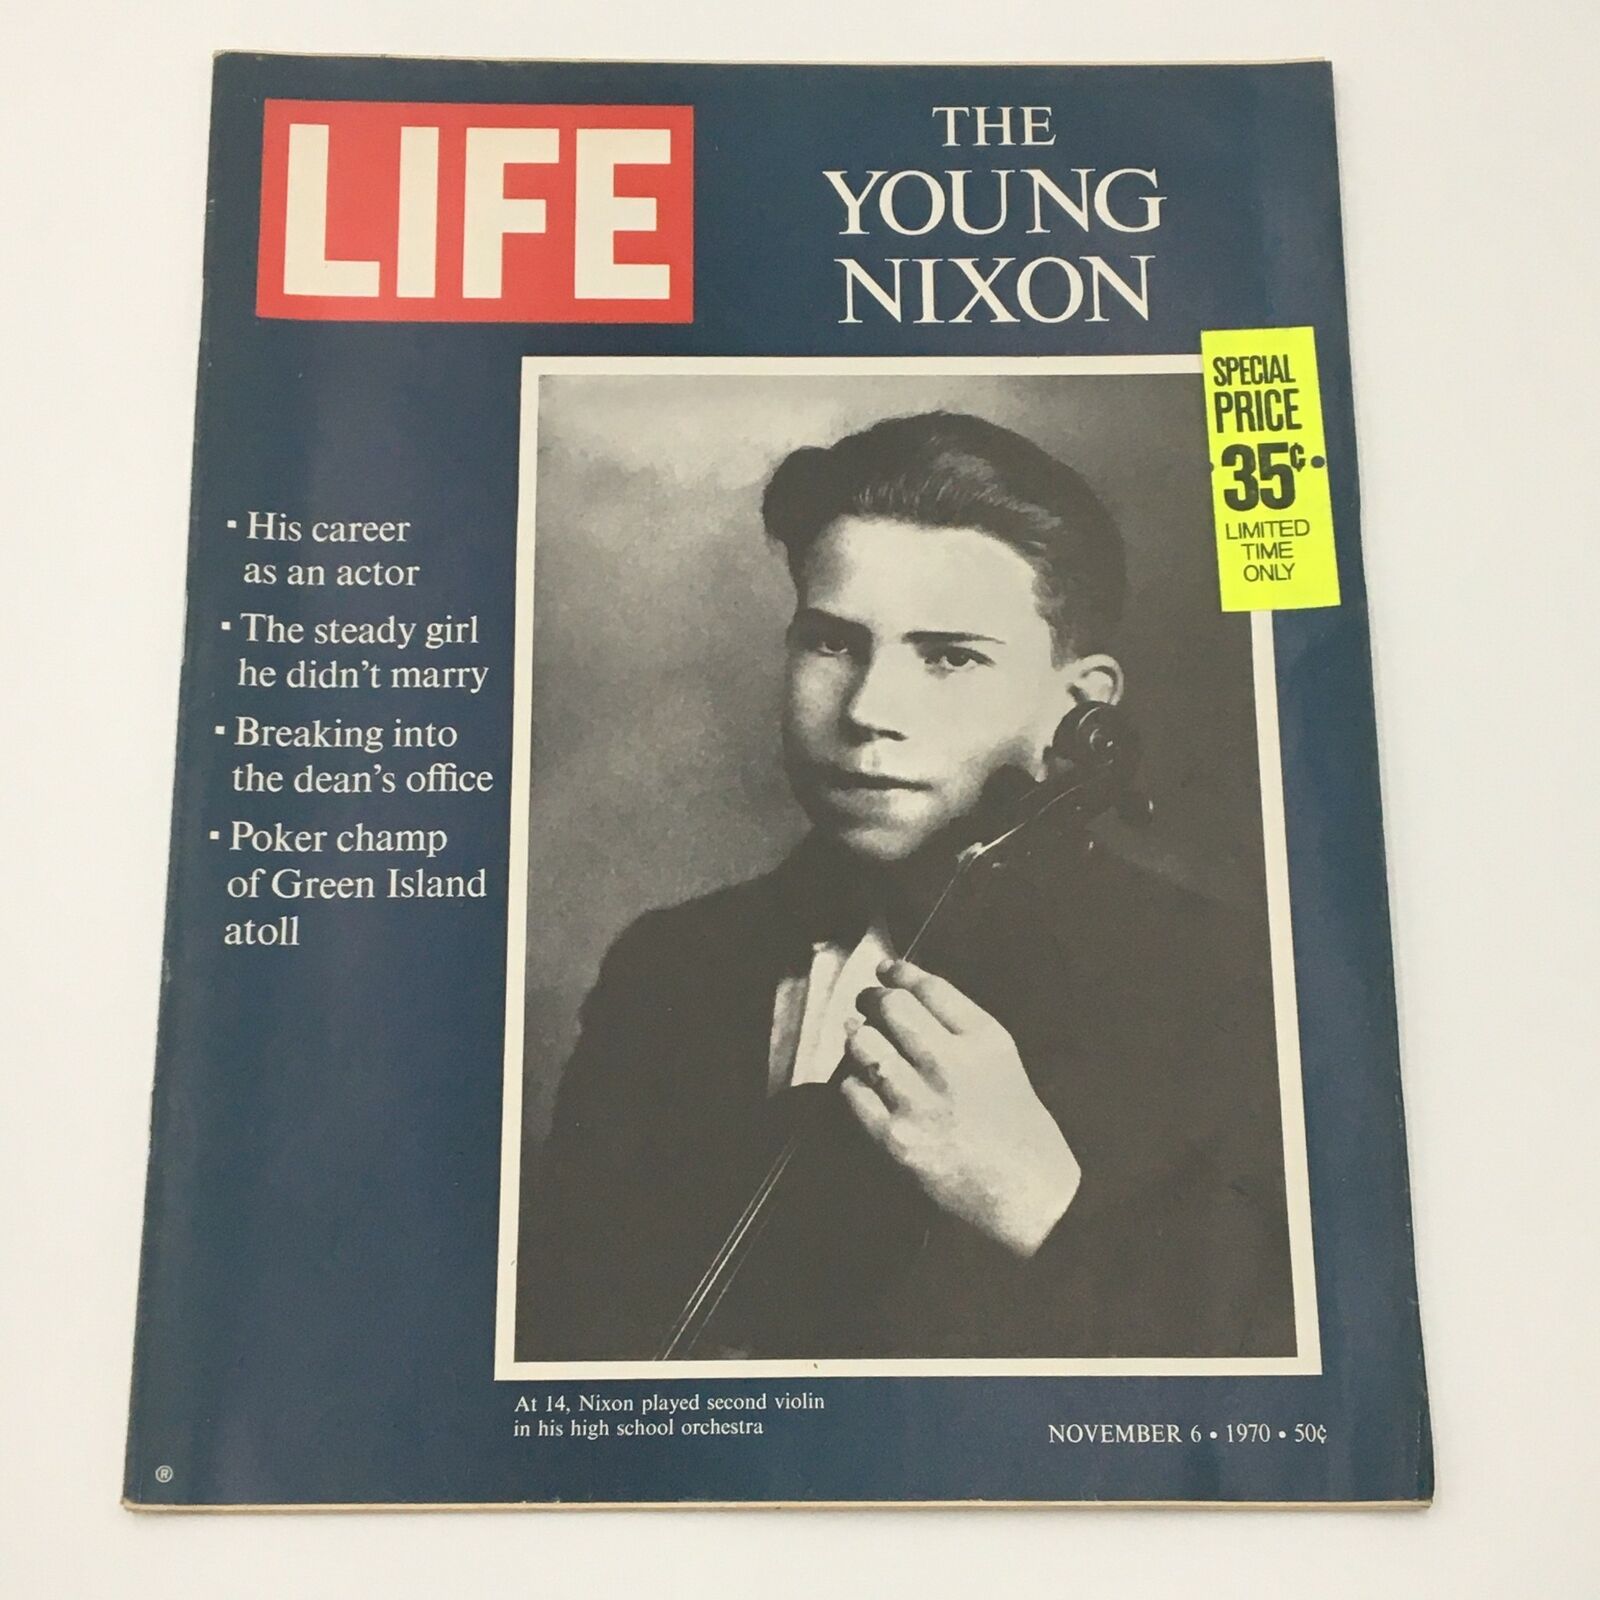 LIFE
THE
YOUNG
NIXON
SPECIAL
PRICE
35¢
LIMITED
TIME
ONLY
▪ His career
as an actor
▪ The steady girl
he didn't marry
▪ Breaking into
the dean's office
▪ Poker champ
of Green Island
atoll
At 14, Nixon played second violin
in his high school orchestra
NOVEMBER 6 • 1970 • 50¢
®